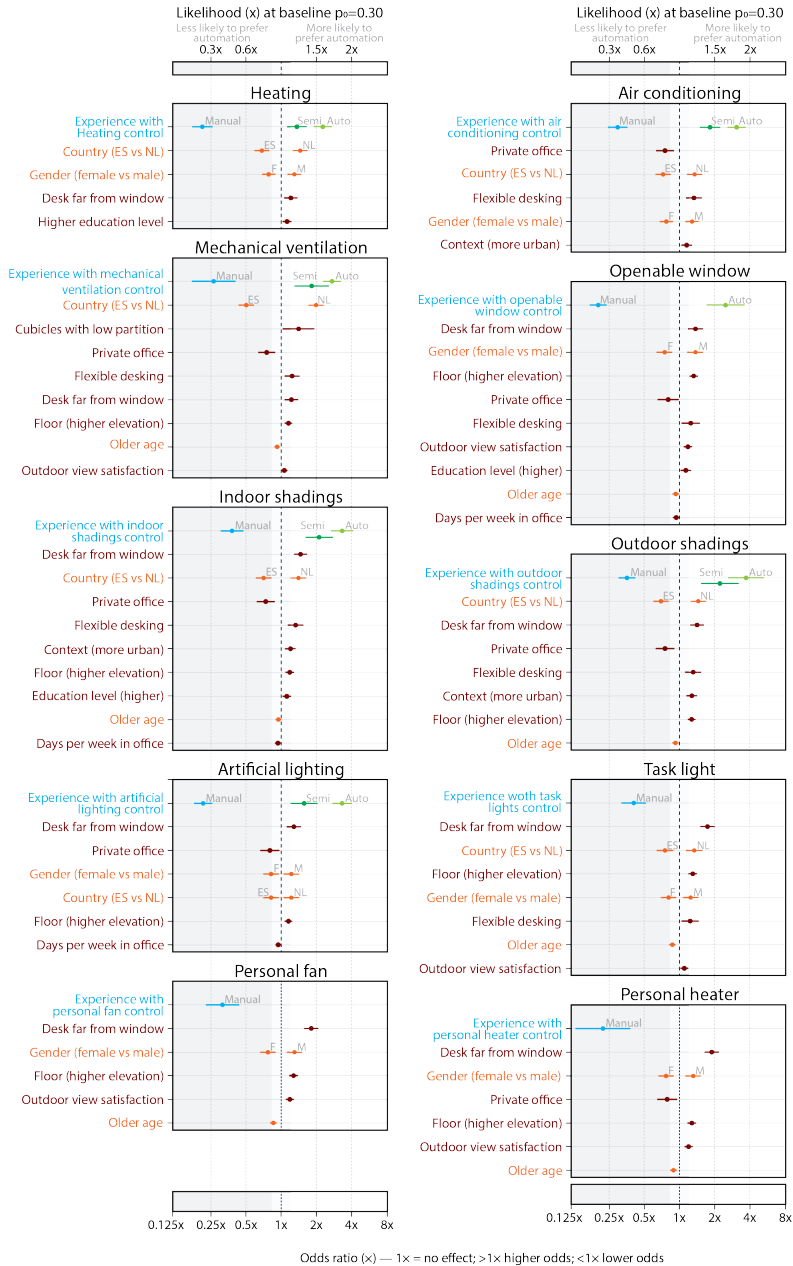 Likelihood (x) at baseline p₀=0.30
Less likely to prefer
automation
More likely to
prefer automation
0.3x 0.6x 1.5x 2x
Heating
Experience with
Heating control
Manual Semi Auto
Country (ES vs NL)
ES NL
Gender (female vs male)
F M
Desk far from window
Higher education level
Mechanical ventilation
Experience with mechanical
ventilation control
Manual Semi Auto
Country (ES vs NL)
ES NL
Cubicles with low partition
Private office
Flexible desking
Desk far from window
Floor (higher elevation)
Older age
Outdoor view satisfaction
Indoor shadings
Experience with indoor
shadings control
Manual Semi Auto
Desk far from window
Country (ES vs NL)
ES NL
Private office
Flexible desking
Context (more urban)
Floor (higher elevation)
Education level (higher)
Older age
Days per week in office
Artificial lighting
Experience with artificial
lighting control
Manual Semi Auto
Desk far from window
Private office
Gender (female vs male)
F M
Country (ES vs NL)
ES NL
Floor (higher elevation)
Days per week in office
Personal fan
Experience with
personal fan control
Manual
Desk far from window
Gender (female vs male)
F M
Floor (higher elevation)
Outdoor view satisfaction
Older age
0.125x 0.25x 0.5x 1x 2x 4x 8x
Likelihood (x) at baseline p₀=0.30
Less likely to prefer
automation
More likely to
prefer automation
0.3x 0.6x 1.5x 2x
Air conditioning
Experience with air
conditioning control
Manual Semi Auto
Private office
Country (ES vs NL)
ES NL
Flexible desking
Gender (female vs male)
F M
Context (more urban)
Openable window
Experience with openable
window control
Manual Auto
Desk far from window
Gender (female vs male)
F M
Floor (higher elevation)
Private office
Flexible desking
Outdoor view satisfaction
Education level (higher)
Older age
Days per week in office
Outdoor shadings
Experience with outdoor
shadings control
Manual Semi Auto
Country (ES vs NL)
ES NL
Desk far from window
Private office
Flexible desking
Context (more urban)
Floor (higher elevation)
Older age
Task light
Experience woth task
lights control
Manual
Desk far from window
Country (ES vs NL)
ES NL
Floor (higher elevation)
Gender (female vs male)
F M
Flexible desking
Older age
Outdoor view satisfaction
Personal heater
Experience with
personal heater control
Manual
Desk far from window
Gender (female vs male)
F M
Private office
Floor (higher elevation)
Outdoor view satisfaction
Older age
0.125x 0.25x 0.5x 1x 2x 4x 8x
Odds ratio (×) — 1× = no effect; >1× higher odds; <1× lower odds